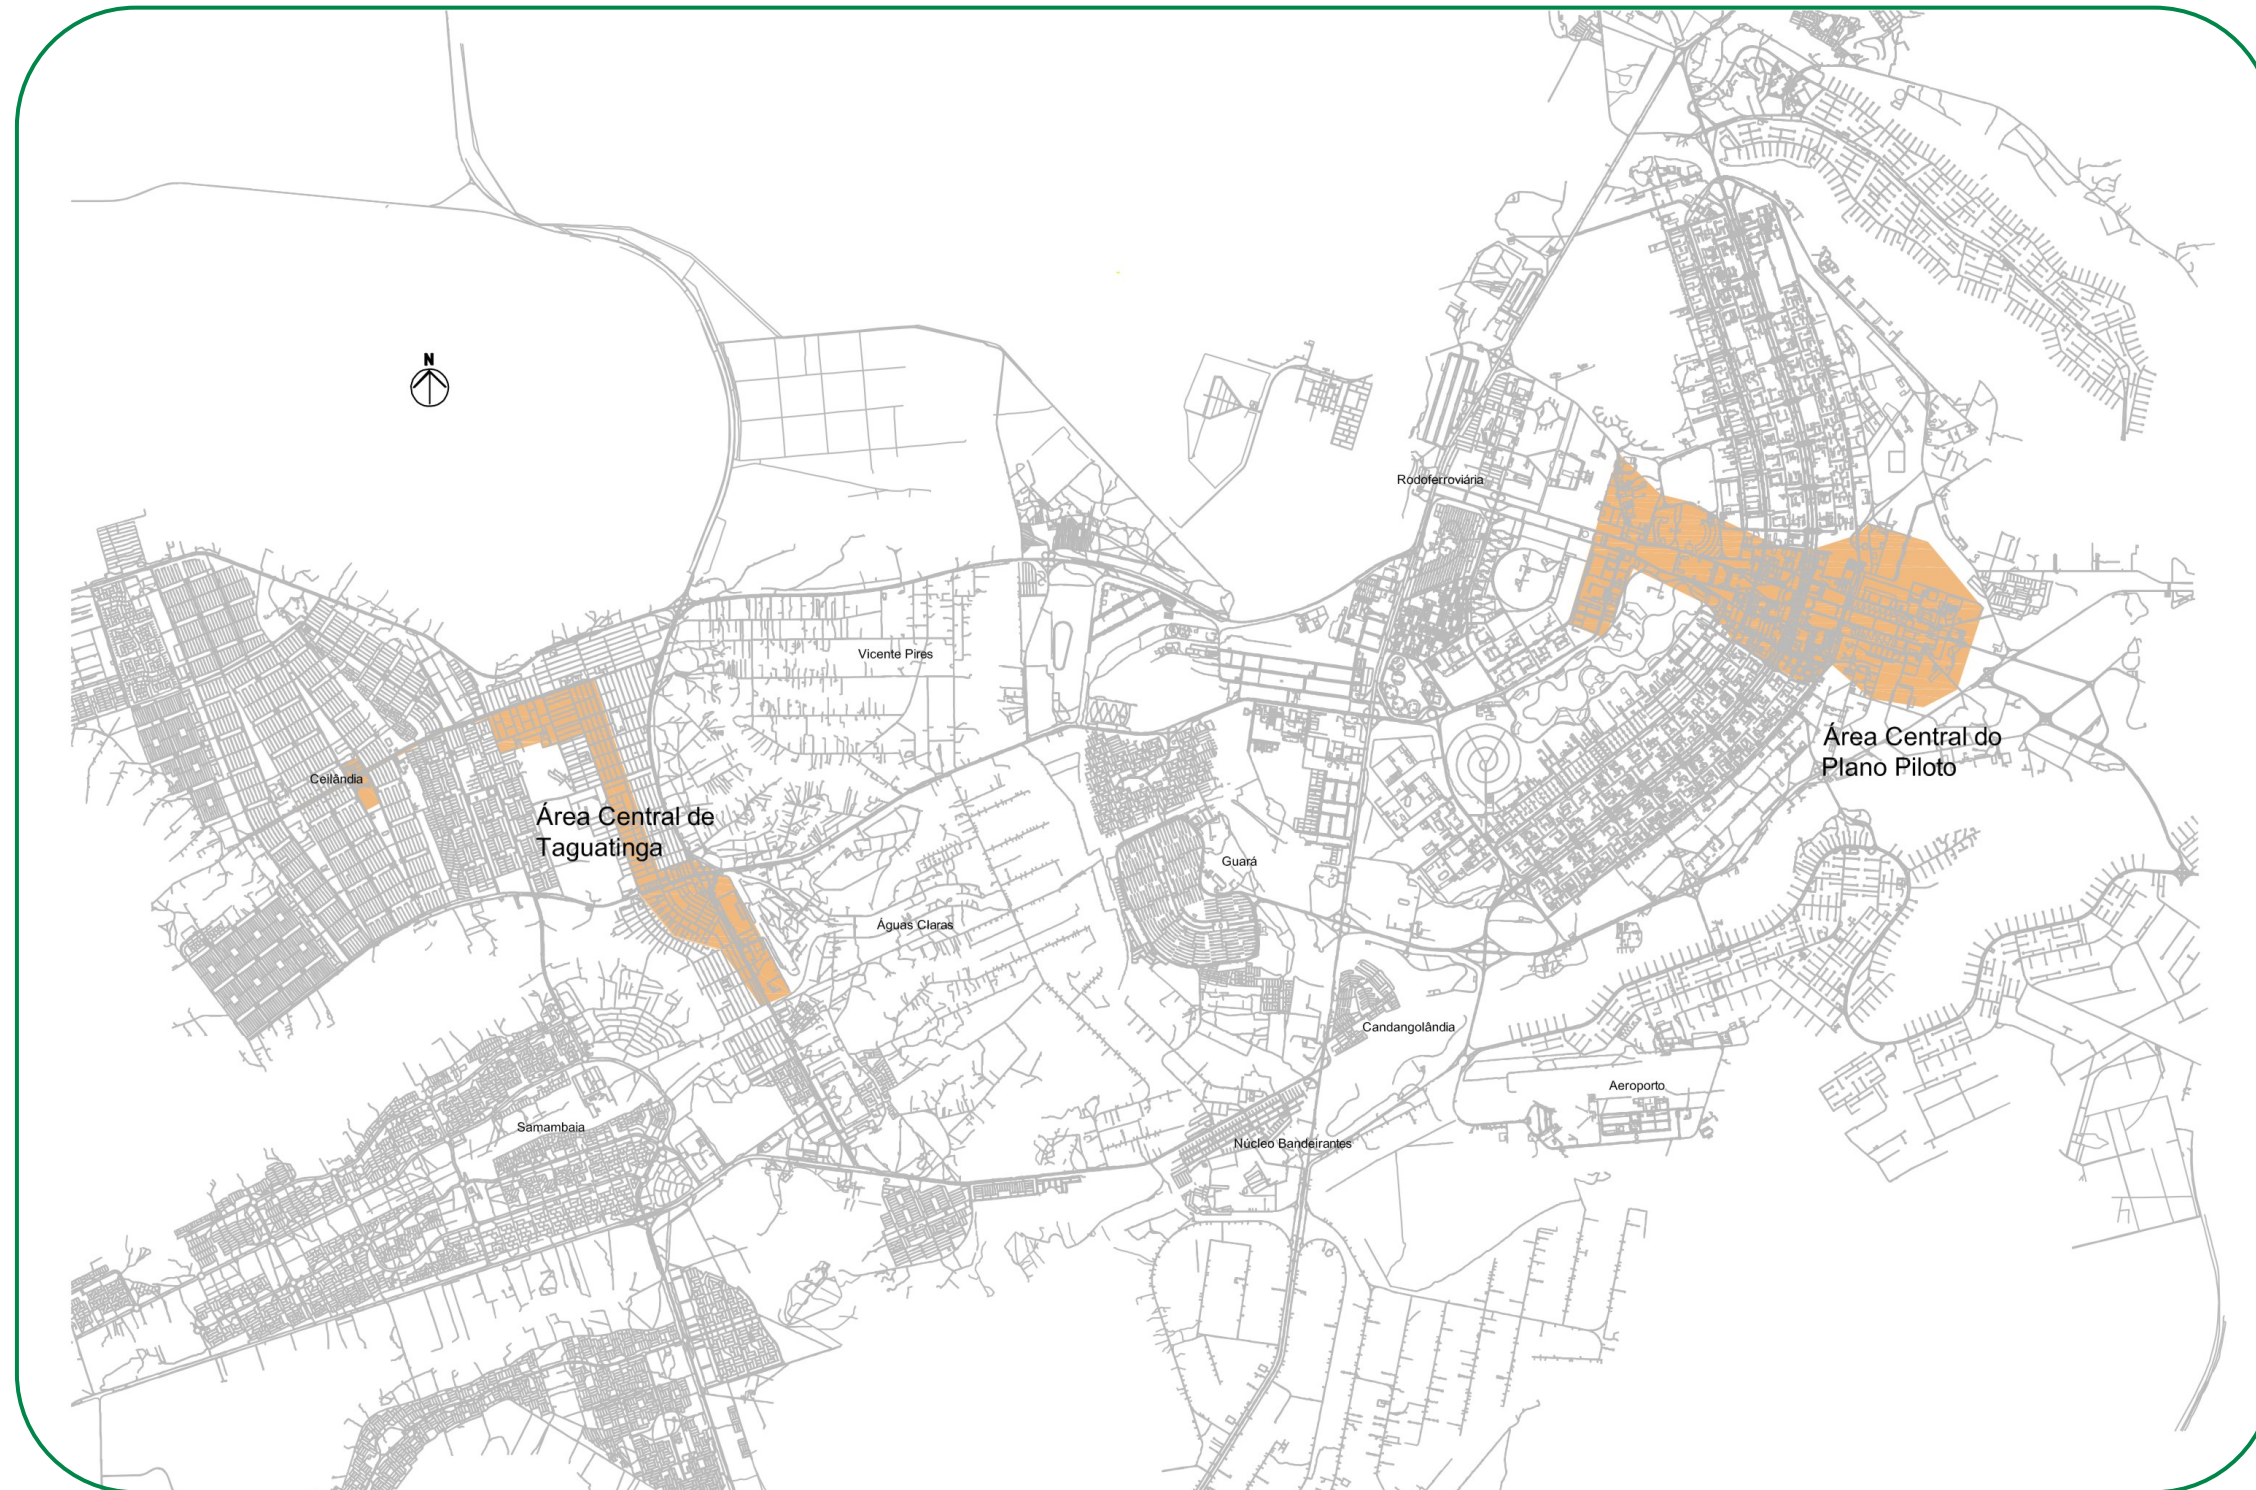 N
Rodoferroviária
Vicente Pires
Área Central do
Plano Piloto
Ceilândia
Área Central de
Taguatinga
Guará
Águas Claras
Candangolândia
Aeroporto
Samambaia
Núcleo Bandeirantes